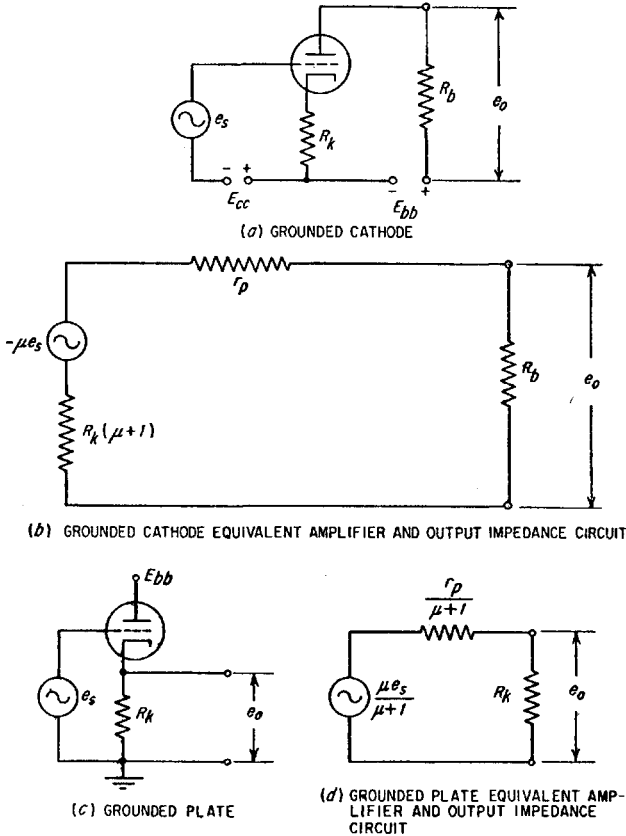 e_s
R_k
R_b
e_o
- +
E_cc
- +
E_bb
(a) GROUNDED CATHODE
r_p
-μe_s
R_k(μ+1)
R_b
e_o
(b) GROUNDED CATHODE EQUIVALENT AMPLIFIER AND OUTPUT IMPEDANCE CIRCUIT
E_bb
e_s
R_k
e_o
(c) GROUNDED PLATE
r_p
μ+1
μe_s
μ+1
R_k
e_o
(d) GROUNDED PLATE EQUIVALENT AMP-
LIFIER AND OUTPUT IMPEDANCE
CIRCUIT